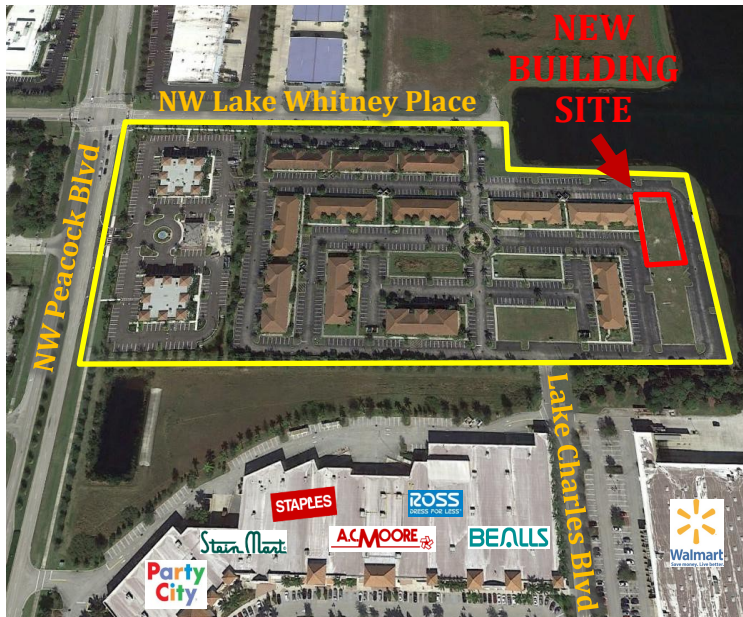 NEW
BUILDING
SITE
NW Lake Whitney Place
NW Peacock Blvd
Lake Charles Blvd
STAPLES
ROSS
DRESS FOR LESS
Stein Mart
A.C. MOORE
BEALLS
Party
City
Walmart
Save money. Live better.